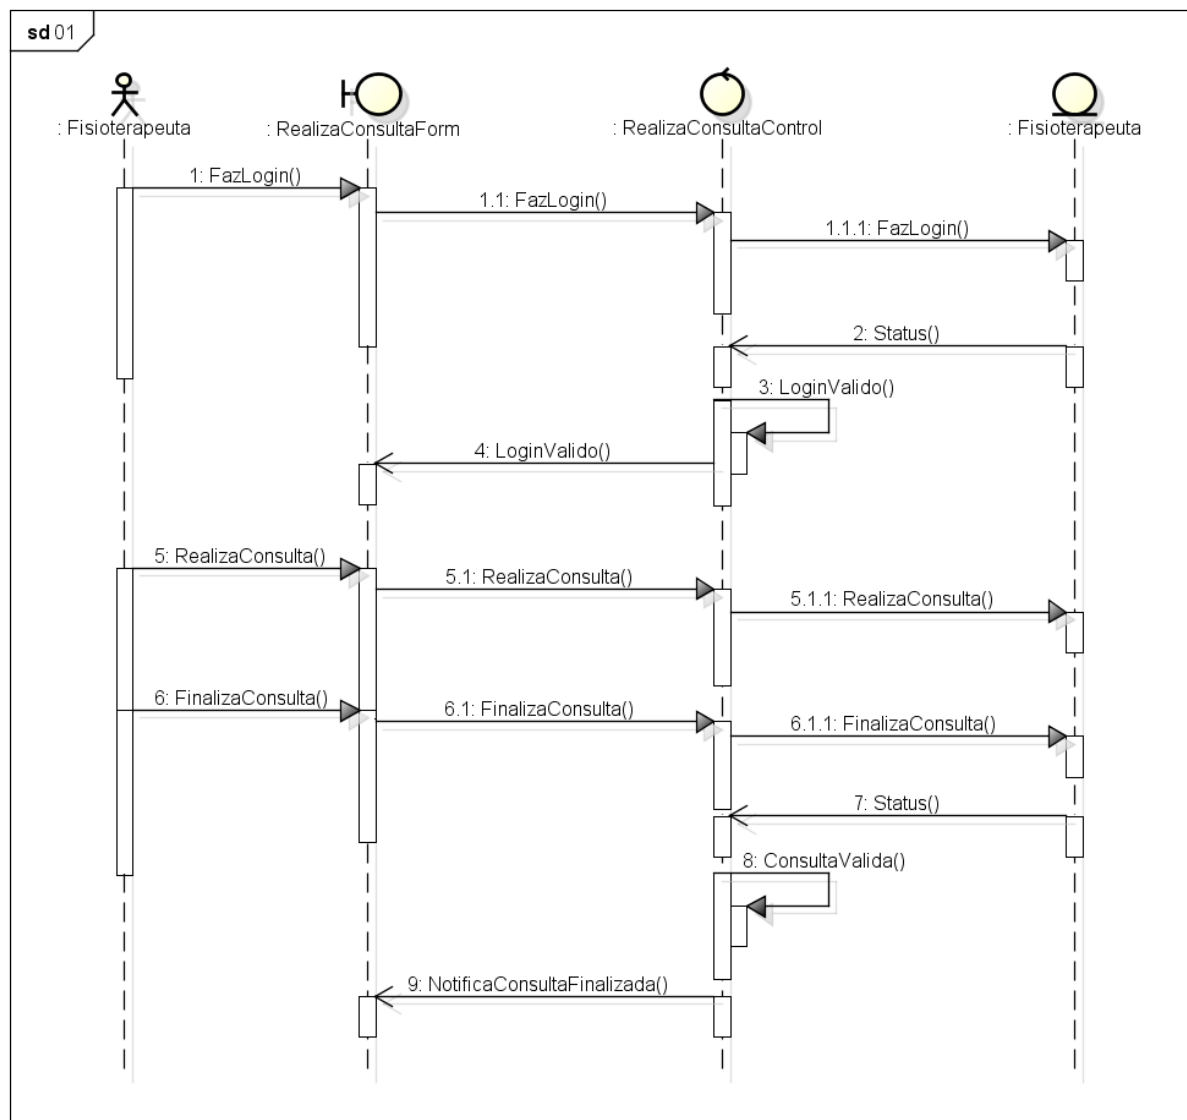 sd 01
: Fisioterapeuta
: RealizaConsultaForm
: RealizaConsultaControl
: Fisioterapeuta
1: FazLogin()
1.1: FazLogin()
1.1.1: FazLogin()
2: Status()
3: LoginValido()
4: LoginValido()
5: RealizaConsulta()
5.1: RealizaConsulta()
5.1.1: RealizaConsulta()
6: FinalizaConsulta()
6.1: FinalizaConsulta()
6.1.1: FinalizaConsulta()
7: Status()
8: ConsultaValida()
9: NotificaConsultaFinalizada()